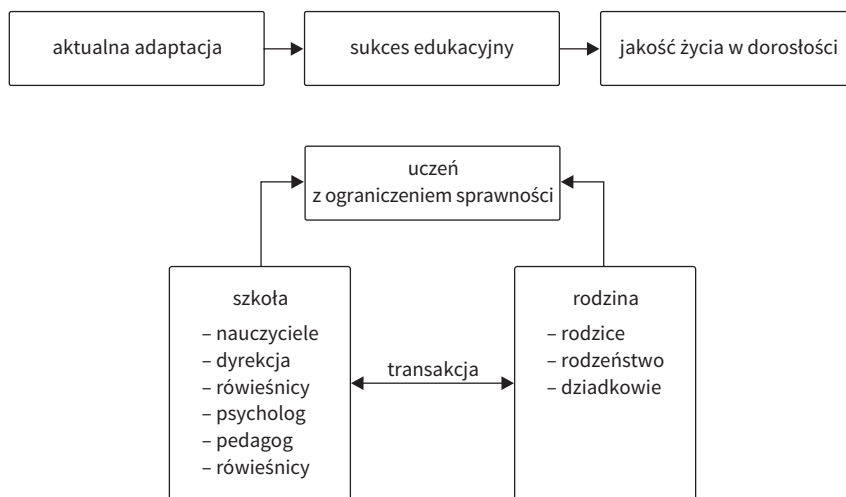 aktualna adaptacja
sukces edukacyjny
jakość życia w dorosłości
uczeń
z ograniczeniem sprawności
szkoła
– nauczyciele
– dyrekcja
– rówieśnicy
– psycholog
– pedagog
– rówieśnicy
transakcja
rodzina
– rodzice
– rodzeństwo
– dziadkowie